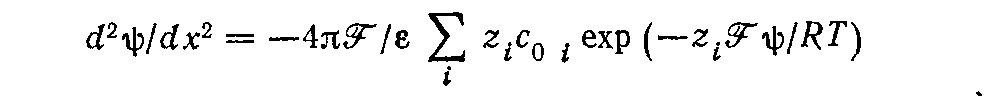 d²ψ/dx² = −4πℱ/ε ∑ᵢ zᵢc₀ ᵢ exp (−zᵢℱψ/RT)